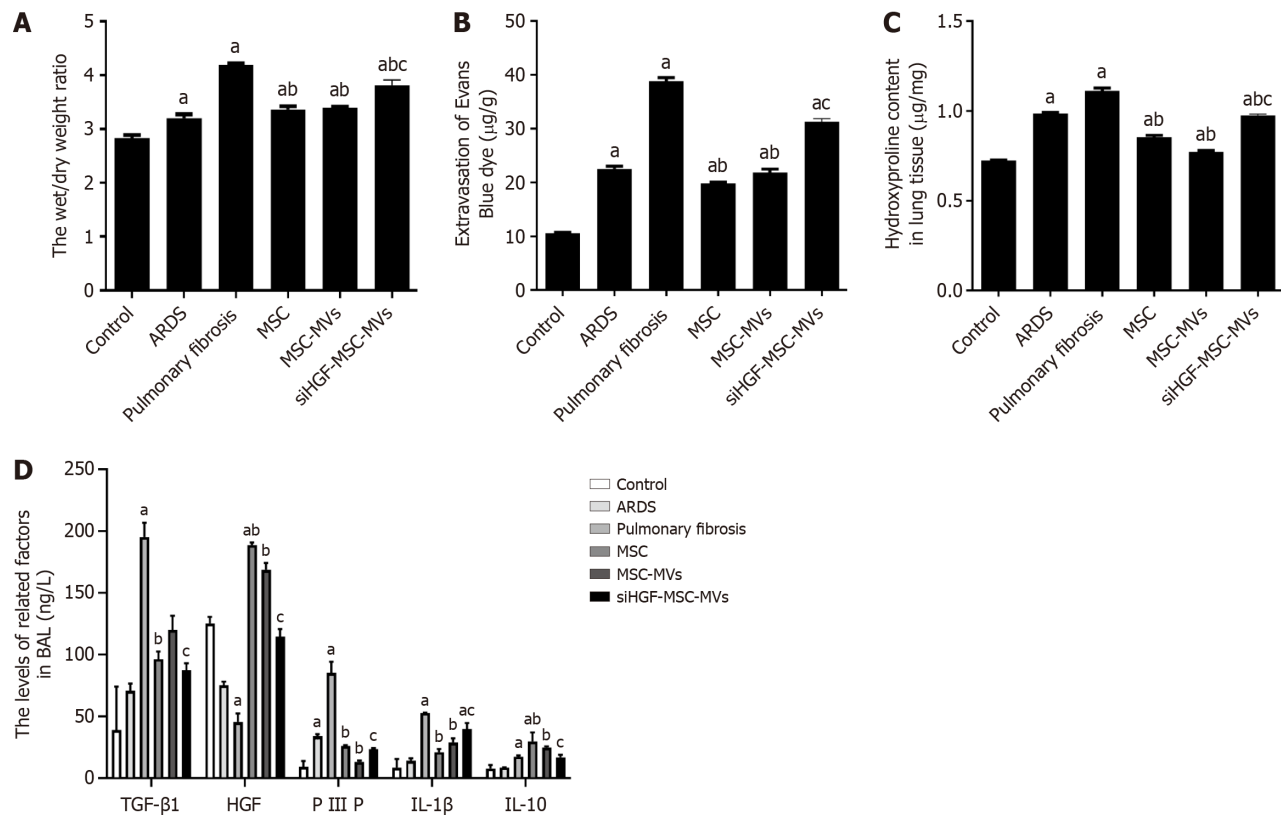 A
The wet/dry weight ratio
5
4
3
2
1
0
a
a
ab
ab
abc
Control
ARDS
Pulmonary fibrosis
MSC
MSC-MVs
siHGF-MSC-MVs
B
Extravasation of Evans
Blue dye (μg/g)
50
40
30
20
10
0
a
a
ab
ab
ac
Control
ARDS
Pulmonary fibrosis
MSC
MSC-MVs
siHGF-MSC-MVs
C
Hydroxyproline content
in lung tissue (μg/mg)
1.5
1.0
0.5
0.0
a
a
ab
ab
abc
Control
ARDS
Pulmonary fibrosis
MSC
MSC-MVs
siHGF-MSC-MVs
D
The levels of related factors
in BAL (ng/L)
250
200
150
100
50
0
a
b
c
a
ab
b
c
a
a
b
b
c
a
b
b
ac
a
ab
b
c
TGF-β1
HGF
P III P
IL-1β
IL-10
Control
ARDS
Pulmonary fibrosis
MSC
MSC-MVs
siHGF-MSC-MVs